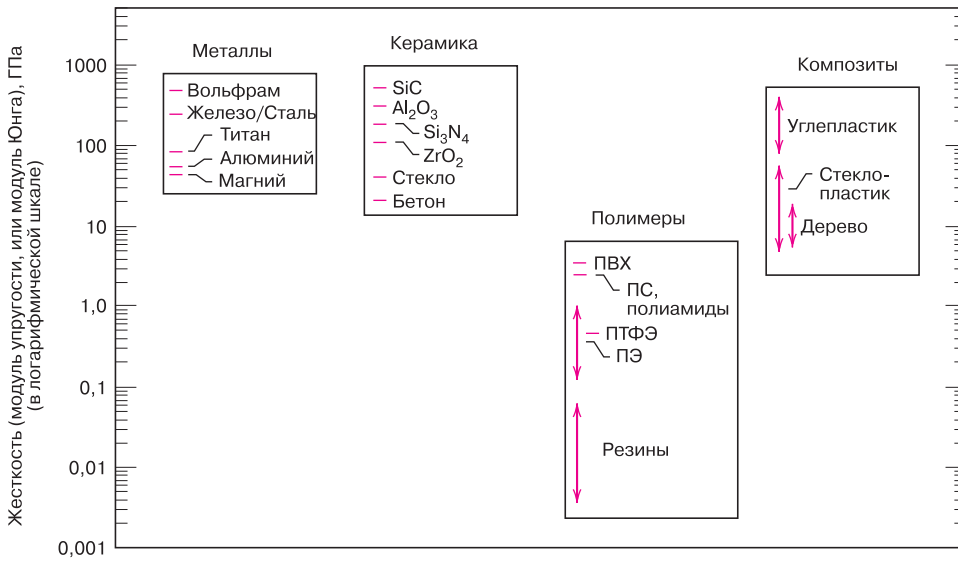 Жесткость (модуль упругости, или модуль Юнга), ГПа
(в логарифмической шкале)
1000
100
10
1,0
0,1
0,01
0,001
Металлы
Вольфрам
Железо/Сталь
Титан
Алюминий
Магний
Керамика
SiC
Al₂O₃
Si₃N₄
ZrO₂
Стекло
Бетон
Полимеры
ПВХ
ПС,
полиамиды
ПТФЭ
ПЭ
Резины
Композиты
Углепластик
Стекло-
пластик
Дерево